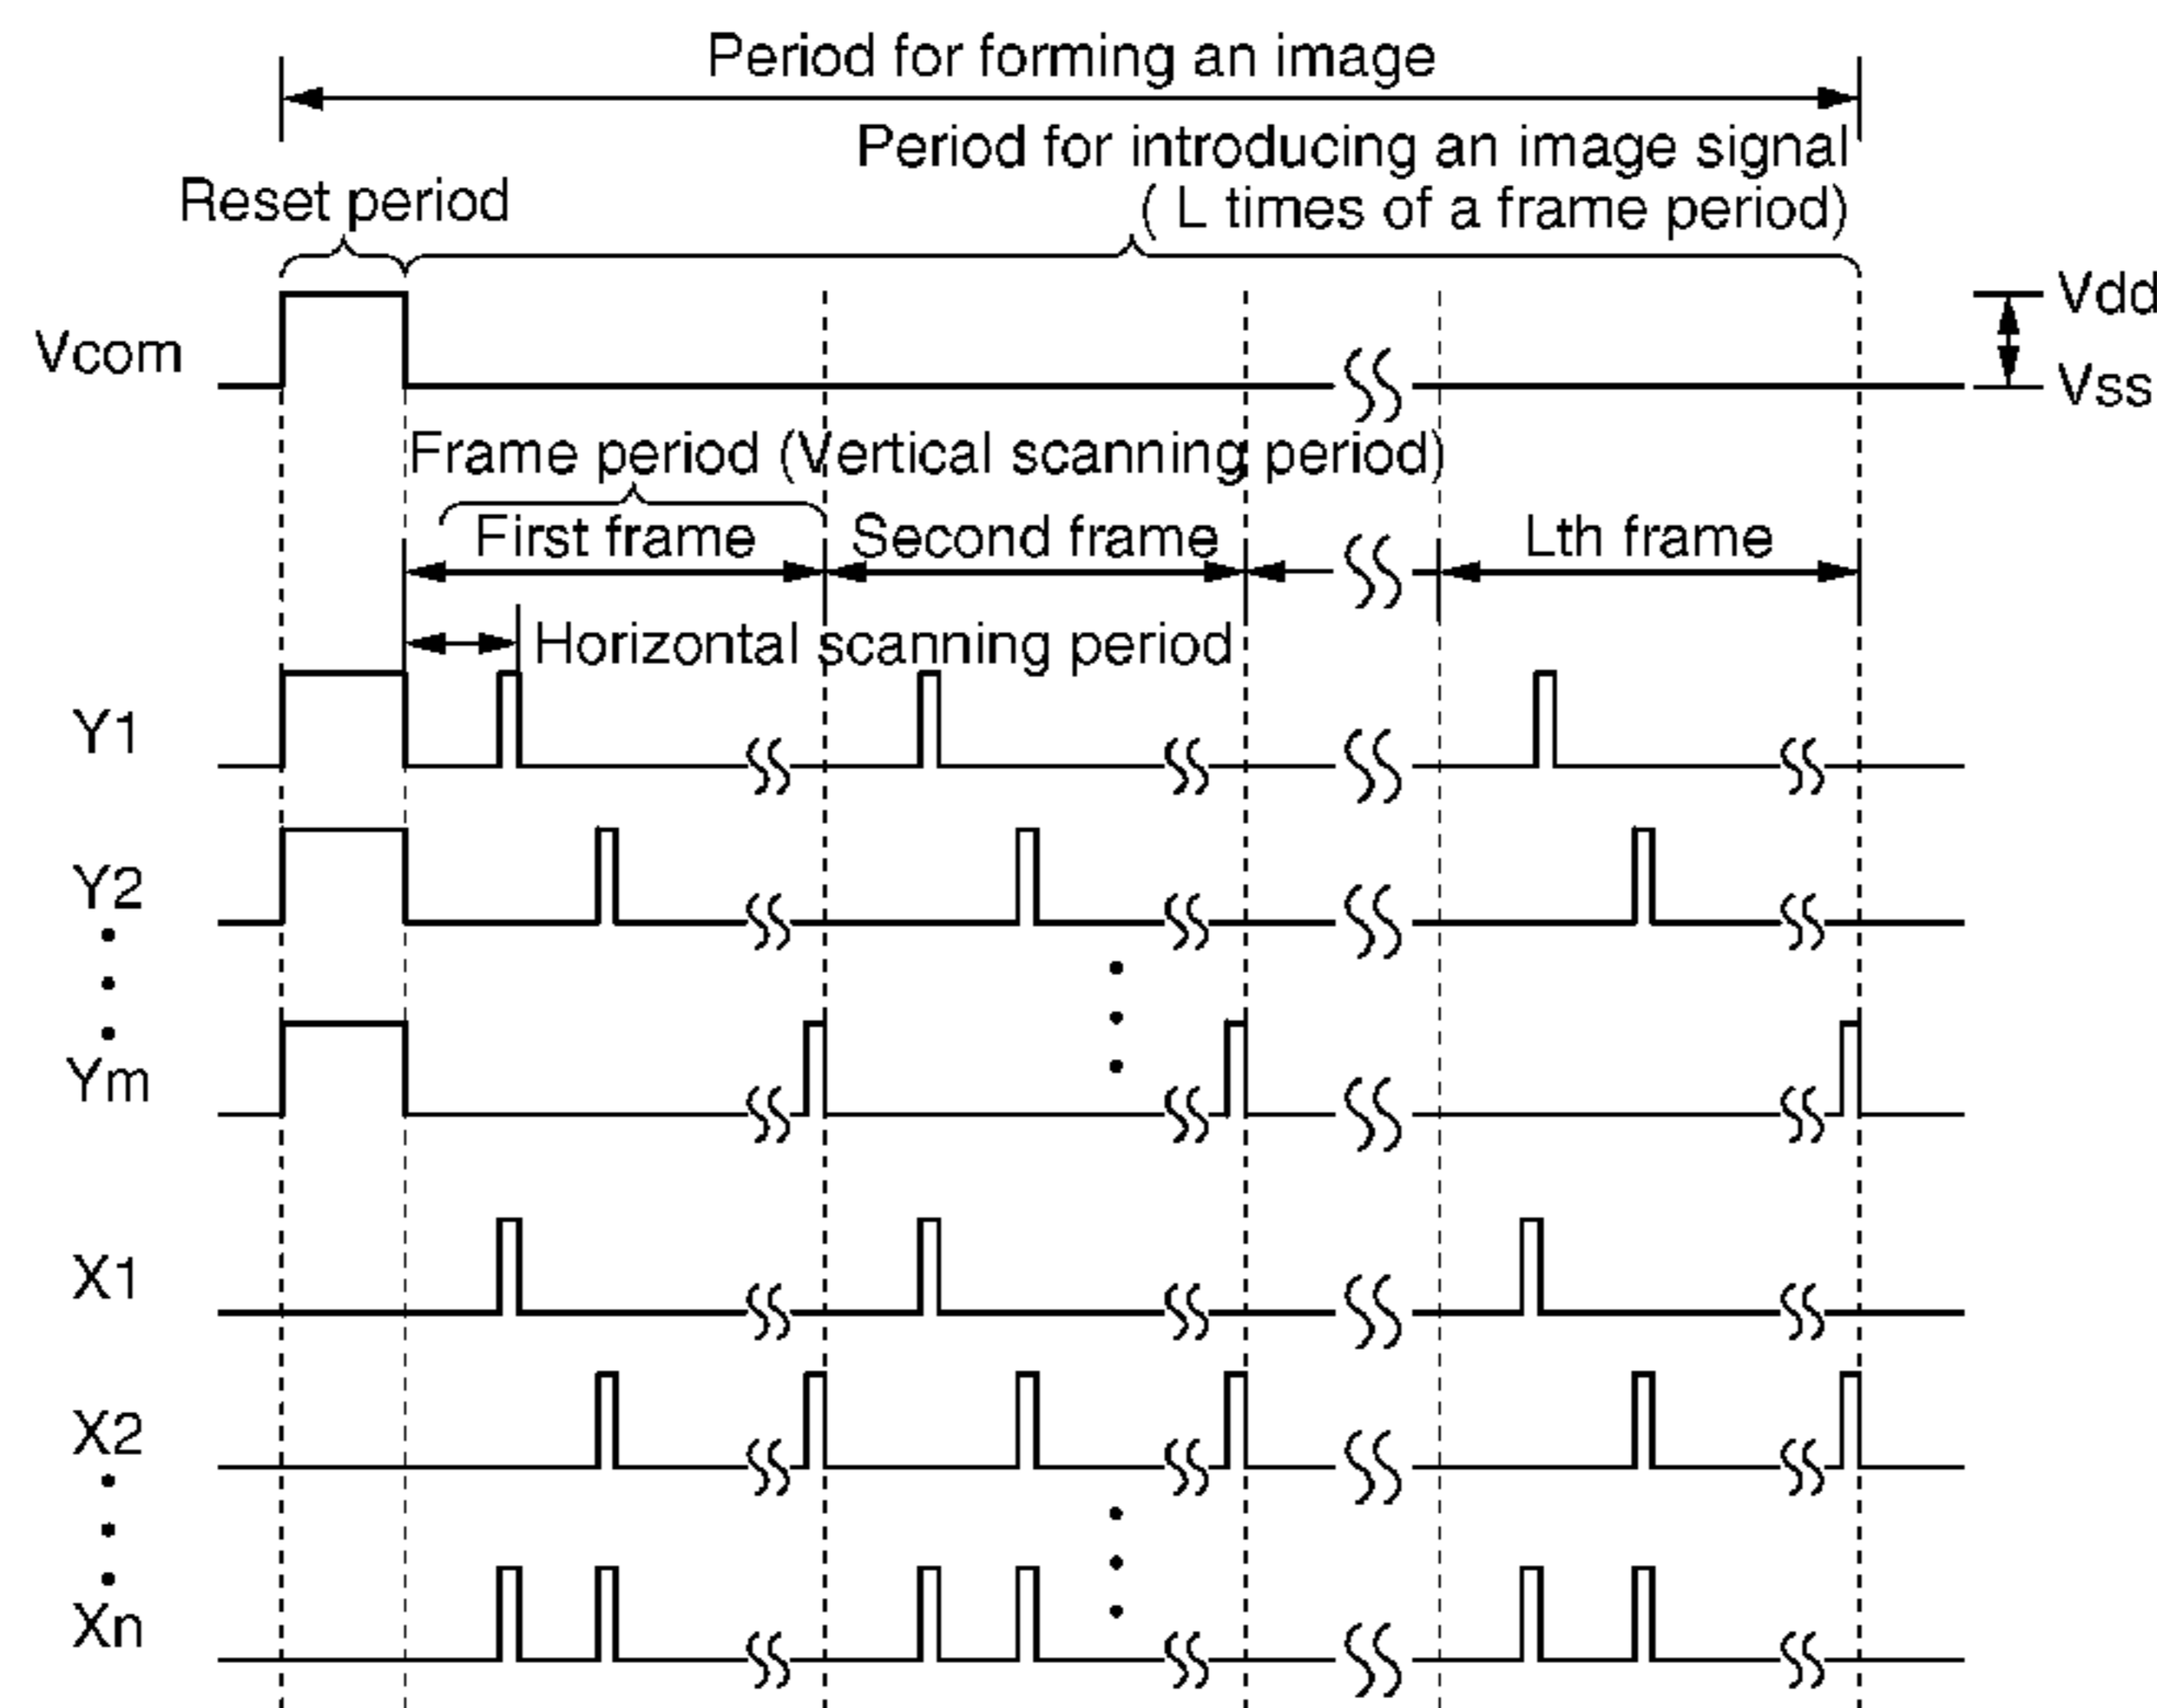 Period for forming an image
Period for introducing an image signal
( L times of a frame period)
Reset period
Vdd
Vcom
Vss
Frame period (Vertical scanning period)
First frame
Second frame
Lth frame
Horizontal scanning period
Y1
Y2
Ym
X1
X2
Xn